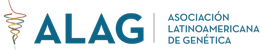 ALAG
ASOCIACIÓN
LATINOAMERICANA
DE GENÉTICA